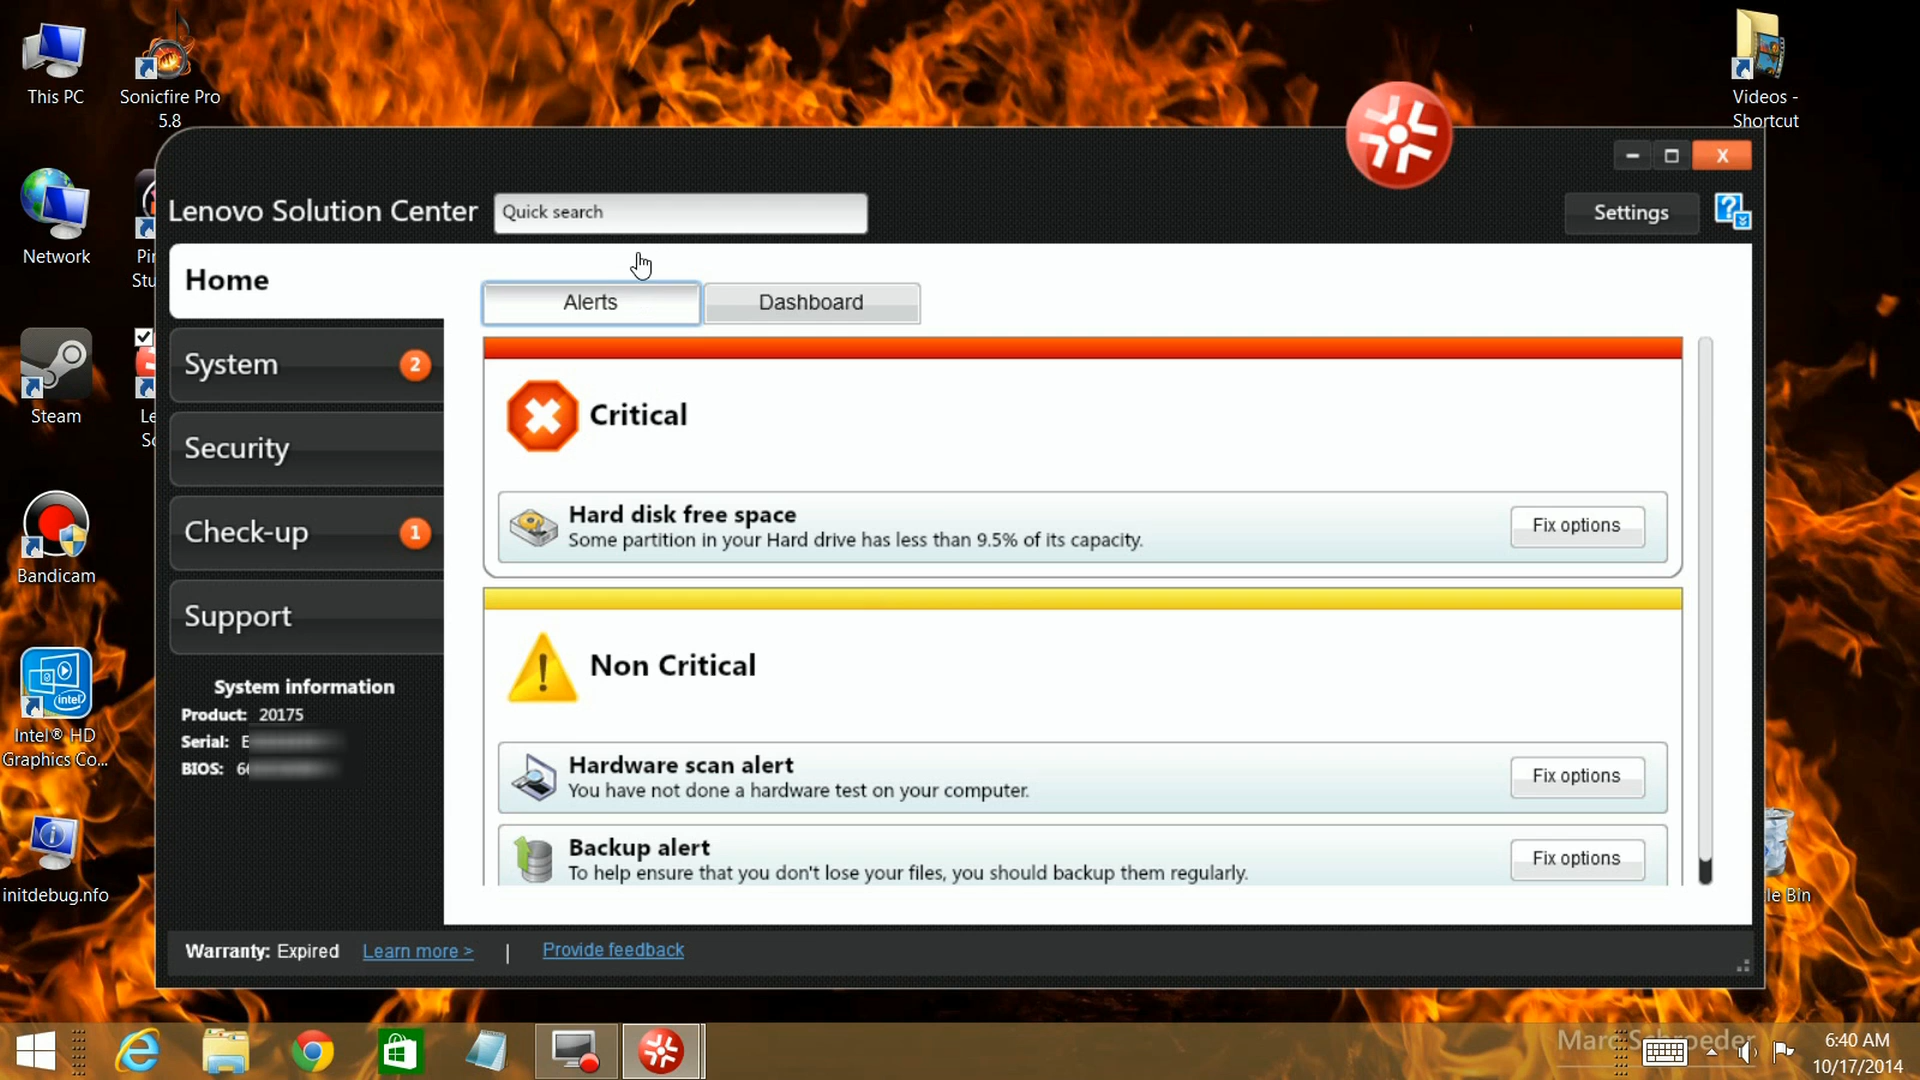 This PC
Sonicfire Pro
5.8
Videos -
Shortcut
Network
Steam
Bandicam
Intel® HD
Graphics Co...
initdebug.nfo
Lenovo Solution Center
Quick search
Settings
Home
System 2
Security
Check-up 1
Support
System information
Product: 20175
Serial: E
BIOS: 6
Alerts
Dashboard
Critical
Hard disk free space
Some partition in your Hard drive has less than 9.5% of its capacity.
Fix options
Non Critical
Hardware scan alert
You have not done a hardware test on your computer.
Fix options
Backup alert
To help ensure that you don't lose your files, you should backup them regularly.
Fix options
Warranty: Expired Learn more > | Provide feedback
Bin
Marc Schroeder
6:40 AM
10/17/2014